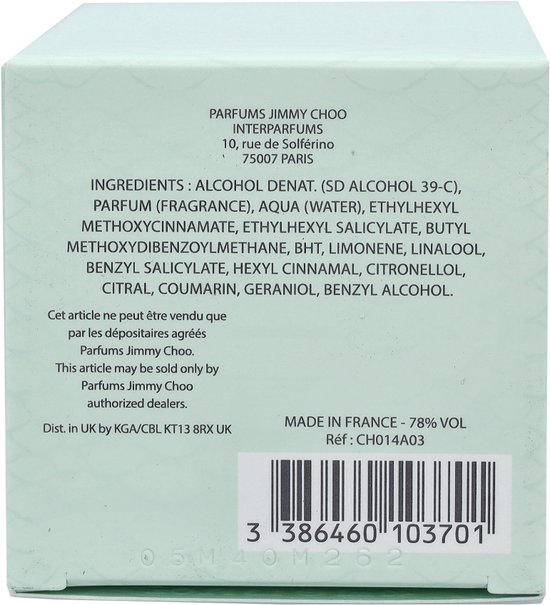 PARFUMS JIMMY CHOO
INTERPARFUMS
10, rue de Solférino
75007 PARIS
INGREDIENTS : ALCOHOL DENAT. (SD ALCOHOL 39-C),
PARFUM (FRAGRANCE), AQUA (WATER), ETHYLHEXYL
METHOXYCINNAMATE, ETHYLHEXYL SALICYLATE, BUTYL
METHOXYDIBENZOYLMETHANE, BHT, LIMONENE, LINALOOL,
BENZYL SALICYLATE, HEXYL CINNAMAL, CITRONELLOL,
CITRAL, COUMARIN, GERANIOL, BENZYL ALCOHOL.
Cet article ne peut être vendu que
par les dépositaires agréés
Parfums Jimmy Choo.
This article may be sold only by
Parfums Jimmy Choo
authorized dealers.
Dist. in UK by KGA/CBL KT13 8RX UK
MADE IN FRANCE - 78% VOL
Réf : CH014A03
3 386460 103701
05M40M262